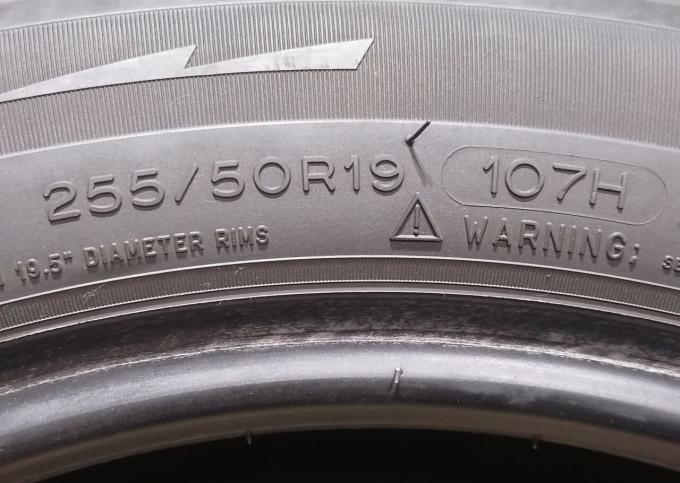 255/50R19 107H
19.5" DIAMETER RIMS WARNING: